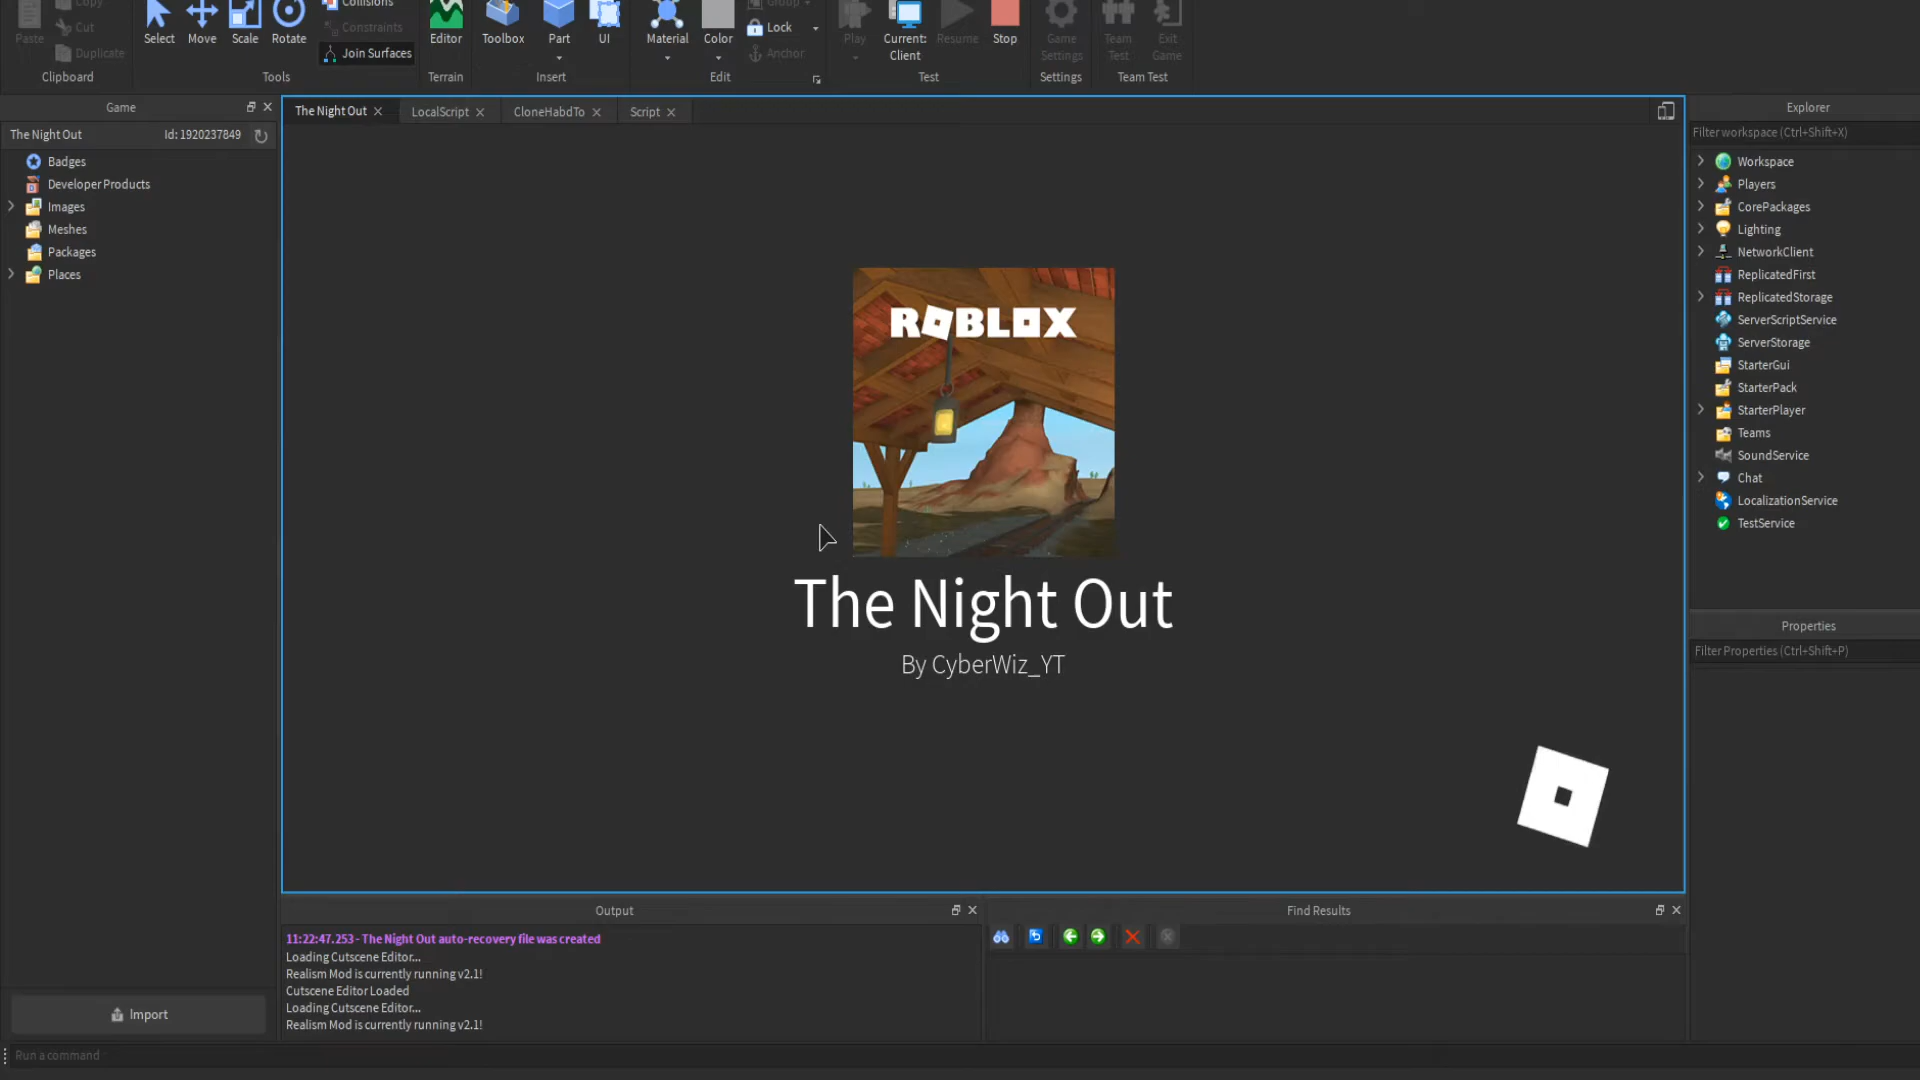 Copy
Collisions
Group
Paste
Cut
Select
Move
Scale
Rotate
Constraints
Editor
Toolbox
Part
UI
Material
Color
Lock
Play
Current:
Client
Resume
Stop
Game
Settings
Team
Test
Exit
Game
Duplicate
Join Surfaces
Anchor
Clipboard
Tools
Terrain
Insert
Edit
Test
Settings
Team Test
Game
The Night Out
LocalScript
CloneHabdTo
Script
Explorer
The Night Out Id: 1920237849
Filter workspace (Ctrl+Shift+X)
Badges
Developer Products
Images
Meshes
Packages
Places
Import
ROBLOX
The Night Out
By CyberWiz_YT
Workspace
Players
CorePackages
Lighting
NetworkClient
ReplicatedFirst
ReplicatedStorage
ServerScriptService
ServerStorage
StarterGui
StarterPack
StarterPlayer
Teams
SoundService
Chat
LocalizationService
TestService
Properties
Filter Properties (Ctrl+Shift+P)
Output
11:22:47.253 - The Night Out auto-recovery file was created
Loading Cutscene Editor...
Realism Mod is currently running v2.1!
Cutscene Editor Loaded
Loading Cutscene Editor...
Realism Mod is currently running v2.1!
Find Results
Run a command